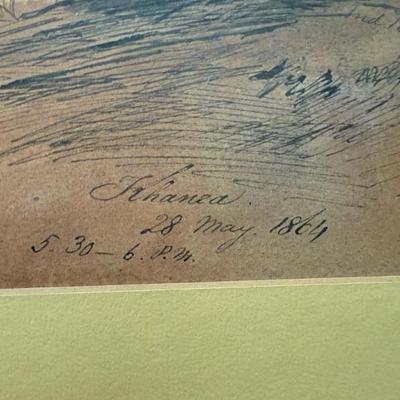 Khanea.
28 May. 1864
5.30 – 6. P.M.